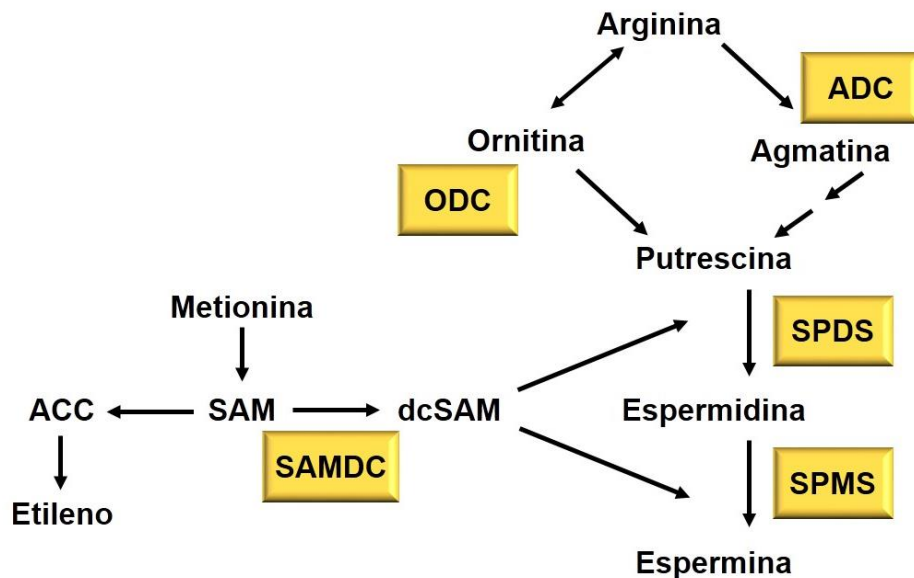 Arginina
ADC
Ornitina
Agmatina
ODC
Putrescina
Metionina
SPDS
ACC
SAM
dcSAM
Espermidina
SAMDC
SPMS
Etileno
Espermina